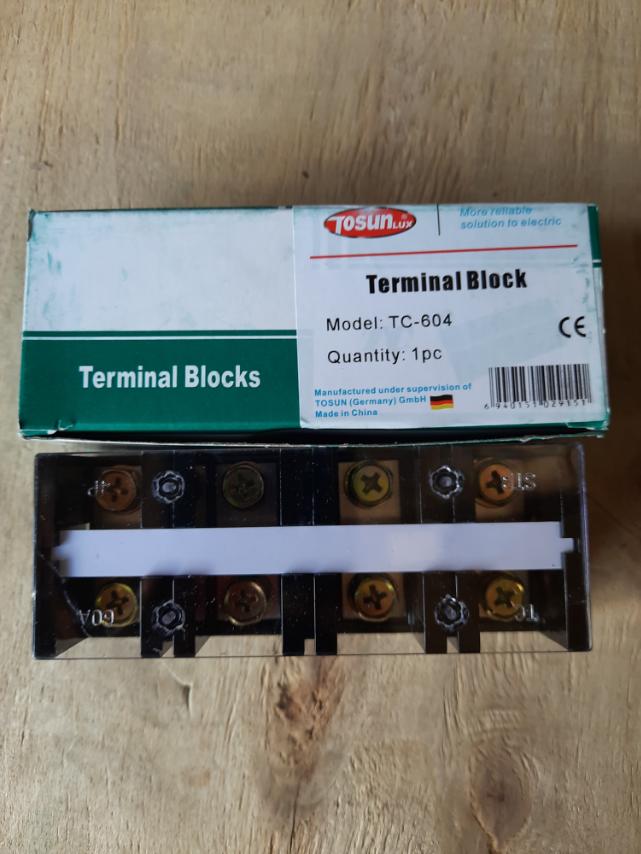 TOSUN LUX
More reliable
solution to electric
Terminal Block
Model: TC-604
CE
Quantity: 1pc
Terminal Blocks
Manufactured under supervision of
TOSUN (Germany) GmbH
Made in China
4P
60A